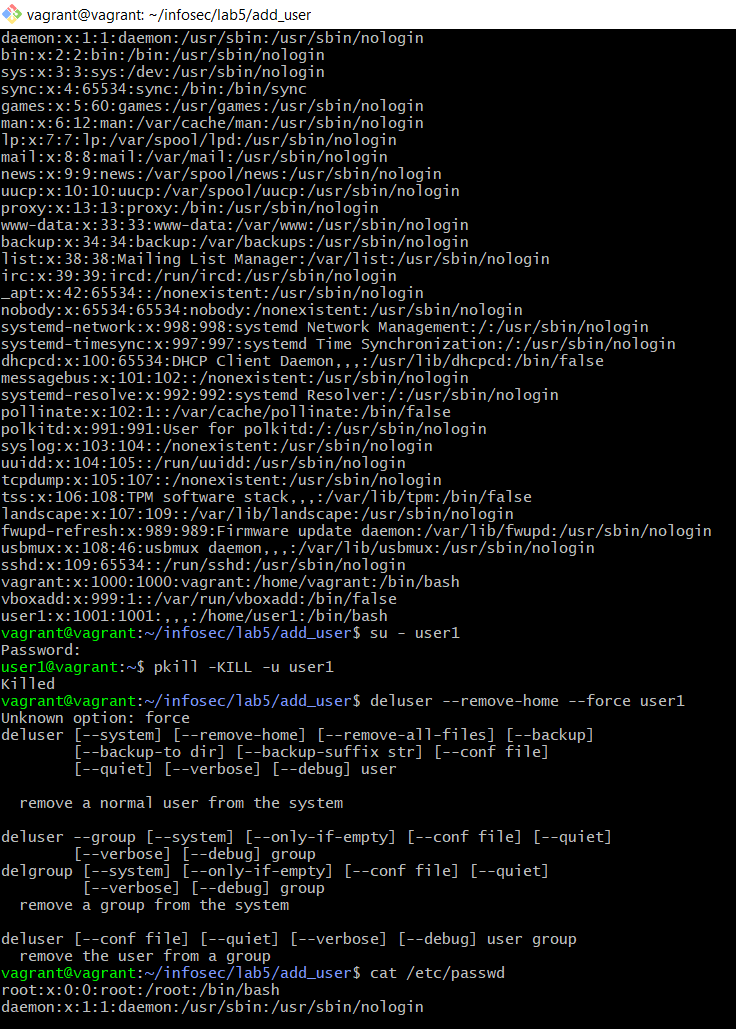 vagrant@vagrant: ~/infosec/lab5/add_user
daemon:x:1:1:daemon:/usr/sbin:/usr/sbin/nologin
bin:x:2:2:bin:/bin:/usr/sbin/nologin
sys:x:3:3:sys:/dev:/usr/sbin/nologin
sync:x:4:65534:sync:/bin:/bin/sync
games:x:5:60:games:/usr/games:/usr/sbin/nologin
man:x:6:12:man:/var/cache/man:/usr/sbin/nologin
lp:x:7:7:lp:/var/spool/lpd:/usr/sbin/nologin
mail:x:8:8:mail:/var/mail:/usr/sbin/nologin
news:x:9:9:news:/var/spool/news:/usr/sbin/nologin
uucp:x:10:10:uucp:/var/spool/uucp:/usr/sbin/nologin
proxy:x:13:13:proxy:/bin:/usr/sbin/nologin
www-data:x:33:33:www-data:/var/www:/usr/sbin/nologin
backup:x:34:34:backup:/var/backups:/usr/sbin/nologin
list:x:38:38:Mailing List Manager:/var/list:/usr/sbin/nologin
irc:x:39:39:ircd:/run/ircd:/usr/sbin/nologin
_apt:x:42:65534::/nonexistent:/usr/sbin/nologin
nobody:x:65534:65534:nobody:/nonexistent:/usr/sbin/nologin
systemd-network:x:998:998:systemd Network Management:/:/usr/sbin/nologin
systemd-timesync:x:997:997:systemd Time Synchronization:/:/usr/sbin/nologin
dhcpcd:x:100:65534:DHCP Client Daemon,,,:/usr/lib/dhcpcd:/bin/false
messagebus:x:101:102::/nonexistent:/usr/sbin/nologin
systemd-resolve:x:992:992:systemd Resolver:/:/usr/sbin/nologin
pollinate:x:102:1::/var/cache/pollinate:/bin/false
polkitd:x:991:991:User for polkitd:/:/usr/sbin/nologin
syslog:x:103:104::/nonexistent:/usr/sbin/nologin
uuidd:x:104:105::/run/uuidd:/usr/sbin/nologin
tcpdump:x:105:107::/nonexistent:/usr/sbin/nologin
tss:x:106:108:TPM software stack,,,:/var/lib/tpm:/bin/false
landscape:x:107:109::/var/lib/landscape:/usr/sbin/nologin
fwupd-refresh:x:989:989:Firmware update daemon:/var/lib/fwupd:/usr/sbin/nologin
usbmux:x:108:46:usbmux daemon,,,:/var/lib/usbmux:/usr/sbin/nologin
sshd:x:109:65534::/run/sshd:/usr/sbin/nologin
vagrant:x:1000:1000:vagrant:/home/vagrant:/bin/bash
vboxadd:x:999:1::/var/run/vboxadd:/bin/false
user1:x:1001:1001:,,,:/home/user1:/bin/bash
vagrant@vagrant:~/infosec/lab5/add_user$ su - user1
Password:
user1@vagrant:~$ pkill -KILL -u user1
Killed
vagrant@vagrant:~/infosec/lab5/add_user$ deluser --remove-home --force user1
Unknown option: force
deluser [--system] [--remove-home] [--remove-all-files] [--backup]
        [--backup-to dir] [--backup-suffix str] [--conf file]
        [--quiet] [--verbose] [--debug] user

  remove a normal user from the system

deluser --group [--system] [--only-if-empty] [--conf file] [--quiet]
        [--verbose] [--debug] group
delgroup [--system] [--only-if-empty] [--conf file] [--quiet]
         [--verbose] [--debug] group
  remove a group from the system

deluser [--conf file] [--quiet] [--verbose] [--debug] user group
  remove the user from a group
vagrant@vagrant:~/infosec/lab5/add_user$ cat /etc/passwd
root:x:0:0:root:/root:/bin/bash
daemon:x:1:1:daemon:/usr/sbin:/usr/sbin/nologin